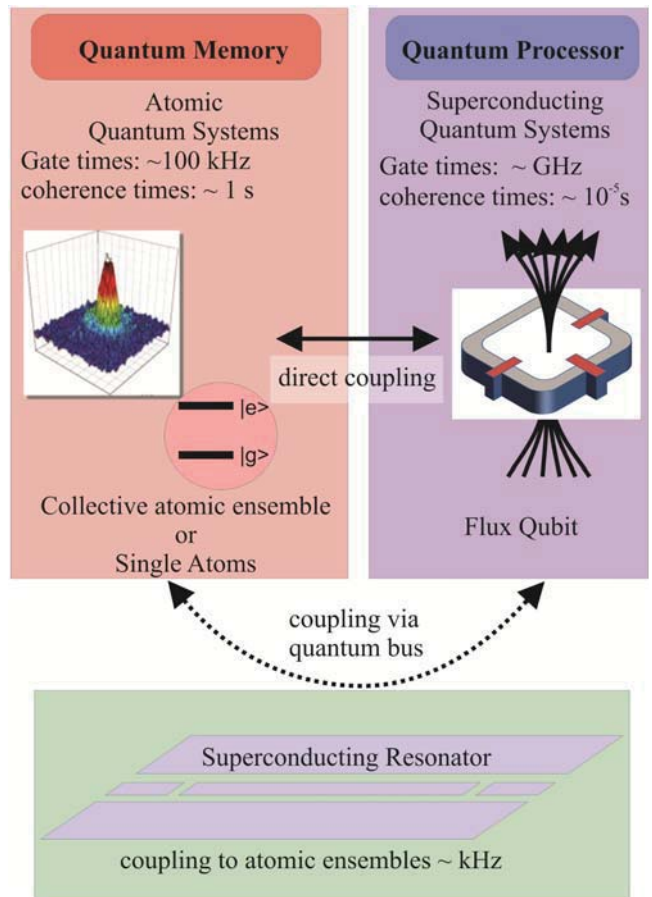 Quantum Memory
Atomic
Quantum Systems
Gate times: ~100 kHz
coherence times: ~ 1 s
|e>
|g>
Collective atomic ensemble
or
Single Atoms
Quantum Processor
Superconducting
Quantum Systems
Gate times: ~ GHz
coherence times: ~ 10⁻⁵s
direct coupling
Flux Qubit
coupling via
quantum bus
Superconducting Resonator
coupling to atomic ensembles ~ kHz